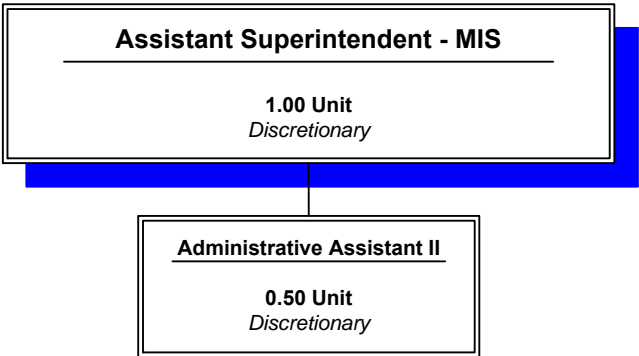 Assistant Superintendent - MIS
1.00 Unit
Discretionary
Administrative Assistant II
0.50 Unit
Discretionary